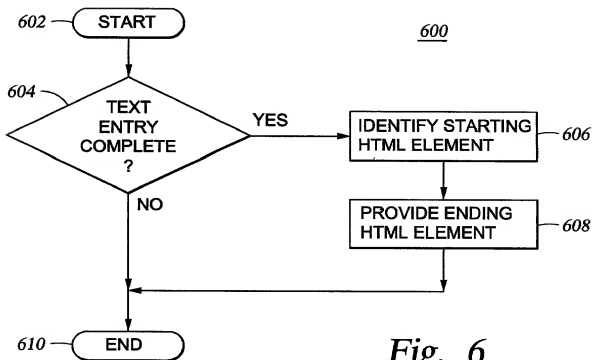 602
START
600
604
TEXT
ENTRY
COMPLETE
?
YES
IDENTIFY STARTING
HTML ELEMENT
606
NO
PROVIDE ENDING
HTML ELEMENT
608
610
END
Fig. 6